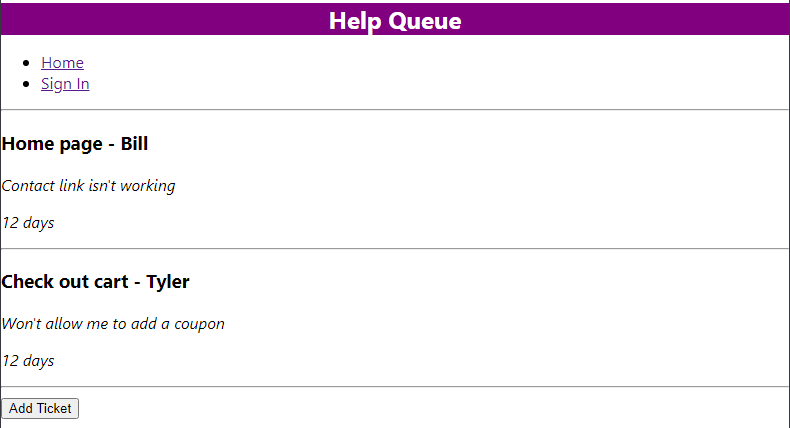 Help Queue
Home
Sign In
Home page - Bill
Contact link isn't working
12 days
Check out cart - Tyler
Won't allow me to add a coupon
12 days
Add Ticket